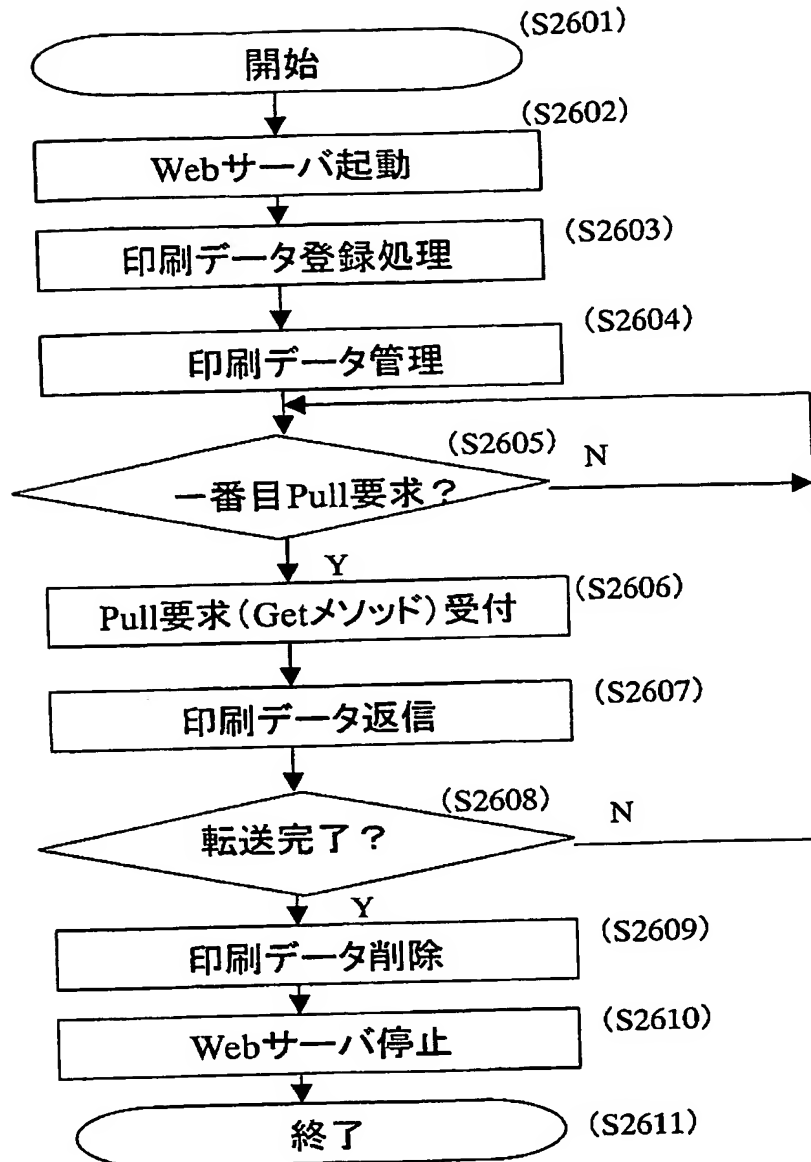 (S2601)
開始
(S2602)
Webサーバ起動
(S2603)
印刷データ登録処理
(S2604)
印刷データ管理
(S2605)
N
一番目Pull要求？
Y
(S2606)
Pull要求(Getメソッド)受付
(S2607)
印刷データ返信
(S2608)
N
転送完了？
Y
(S2609)
印刷データ削除
(S2610)
Webサーバ停止
(S2611)
終了